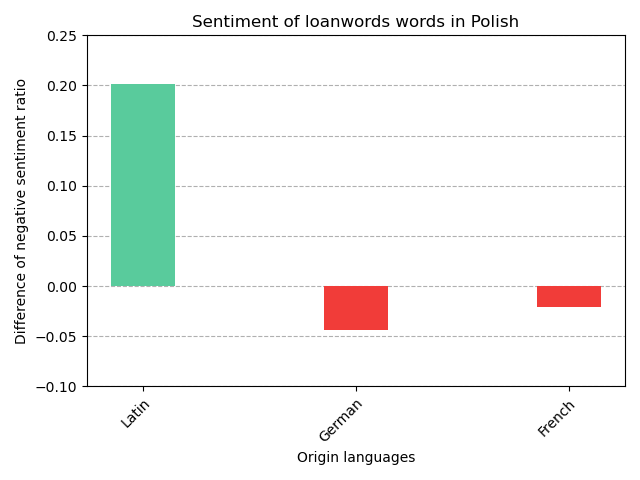 Sentiment of loanwords words in Polish
Difference of negative sentiment ratio
0.25
0.20
0.15
0.10
0.05
0.00
−0.05
−0.10
Latin
German
French
Origin languages